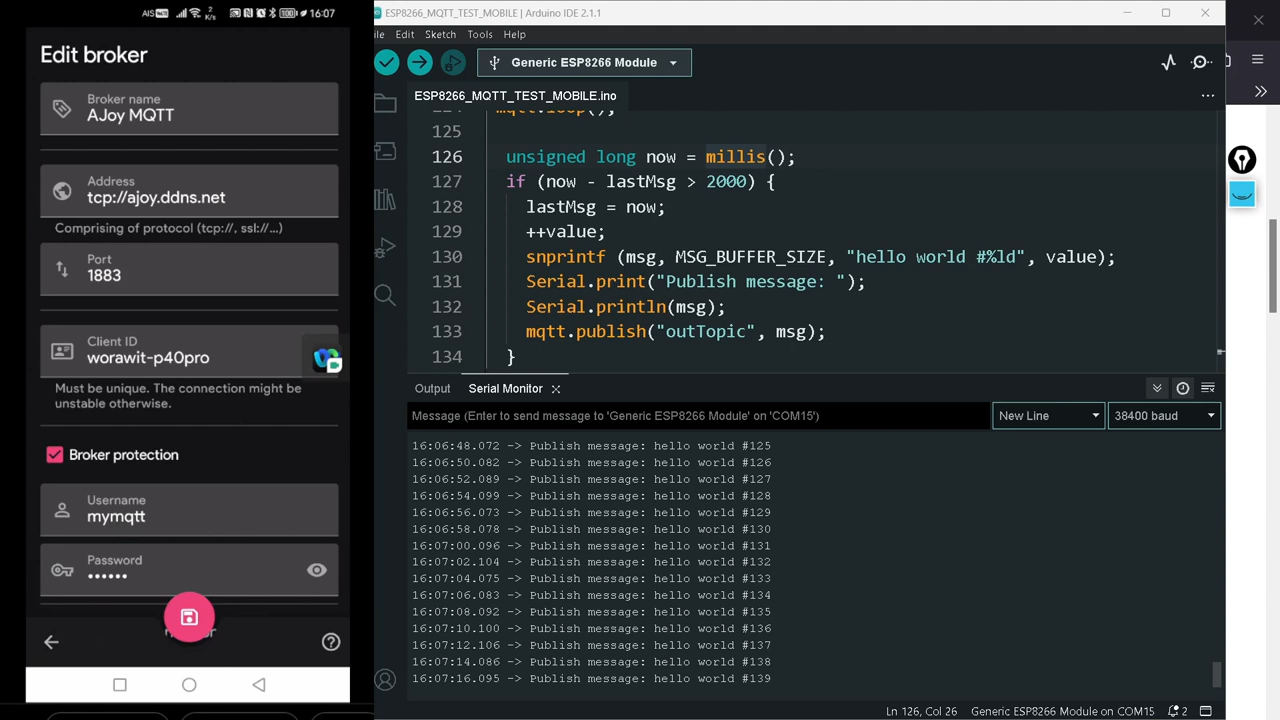 AIS 2 K/s 100 16:07
Edit broker
Broker name
AJoy MQTT
Address
tcp://ajoy.ddns.net
Comprising of protocol (tcp://, ssl://...)
Port
1883
Client ID
worawit-p40pro
Must be unique. The connection might be
unstable otherwise.
Broker protection
Username
mymqtt
Password
••••••
ESP8266_MQTT_TEST_MOBILE | Arduino IDE 2.1.1
ile Edit Sketch Tools Help
Generic ESP8266 Module
ESP8266_MQTT_TEST_MOBILE.ino
124 mqtt.loop();
125
126 unsigned long now = millis();
127 if (now - lastMsg > 2000) {
128 lastMsg = now;
129 ++value;
130 snprintf (msg, MSG_BUFFER_SIZE, "hello world #%ld", value);
131 Serial.print("Publish message: ");
132 Serial.println(msg);
133 mqtt.publish("outTopic", msg);
134 }
Output Serial Monitor
Message (Enter to send message to 'Generic ESP8266 Module' on 'COM15')
New Line
38400 baud
16:06:48.072 -> Publish message: hello world #125
16:06:50.082 -> Publish message: hello world #126
16:06:52.089 -> Publish message: hello world #127
16:06:54.099 -> Publish message: hello world #128
16:06:56.073 -> Publish message: hello world #129
16:06:58.078 -> Publish message: hello world #130
16:07:00.096 -> Publish message: hello world #131
16:07:02.104 -> Publish message: hello world #132
16:07:04.075 -> Publish message: hello world #133
16:07:06.083 -> Publish message: hello world #134
16:07:08.092 -> Publish message: hello world #135
16:07:10.100 -> Publish message: hello world #136
16:07:12.106 -> Publish message: hello world #137
16:07:14.086 -> Publish message: hello world #138
16:07:16.095 -> Publish message: hello world #139
Ln 126, Col 26 Generic ESP8266 Module on COM15 2